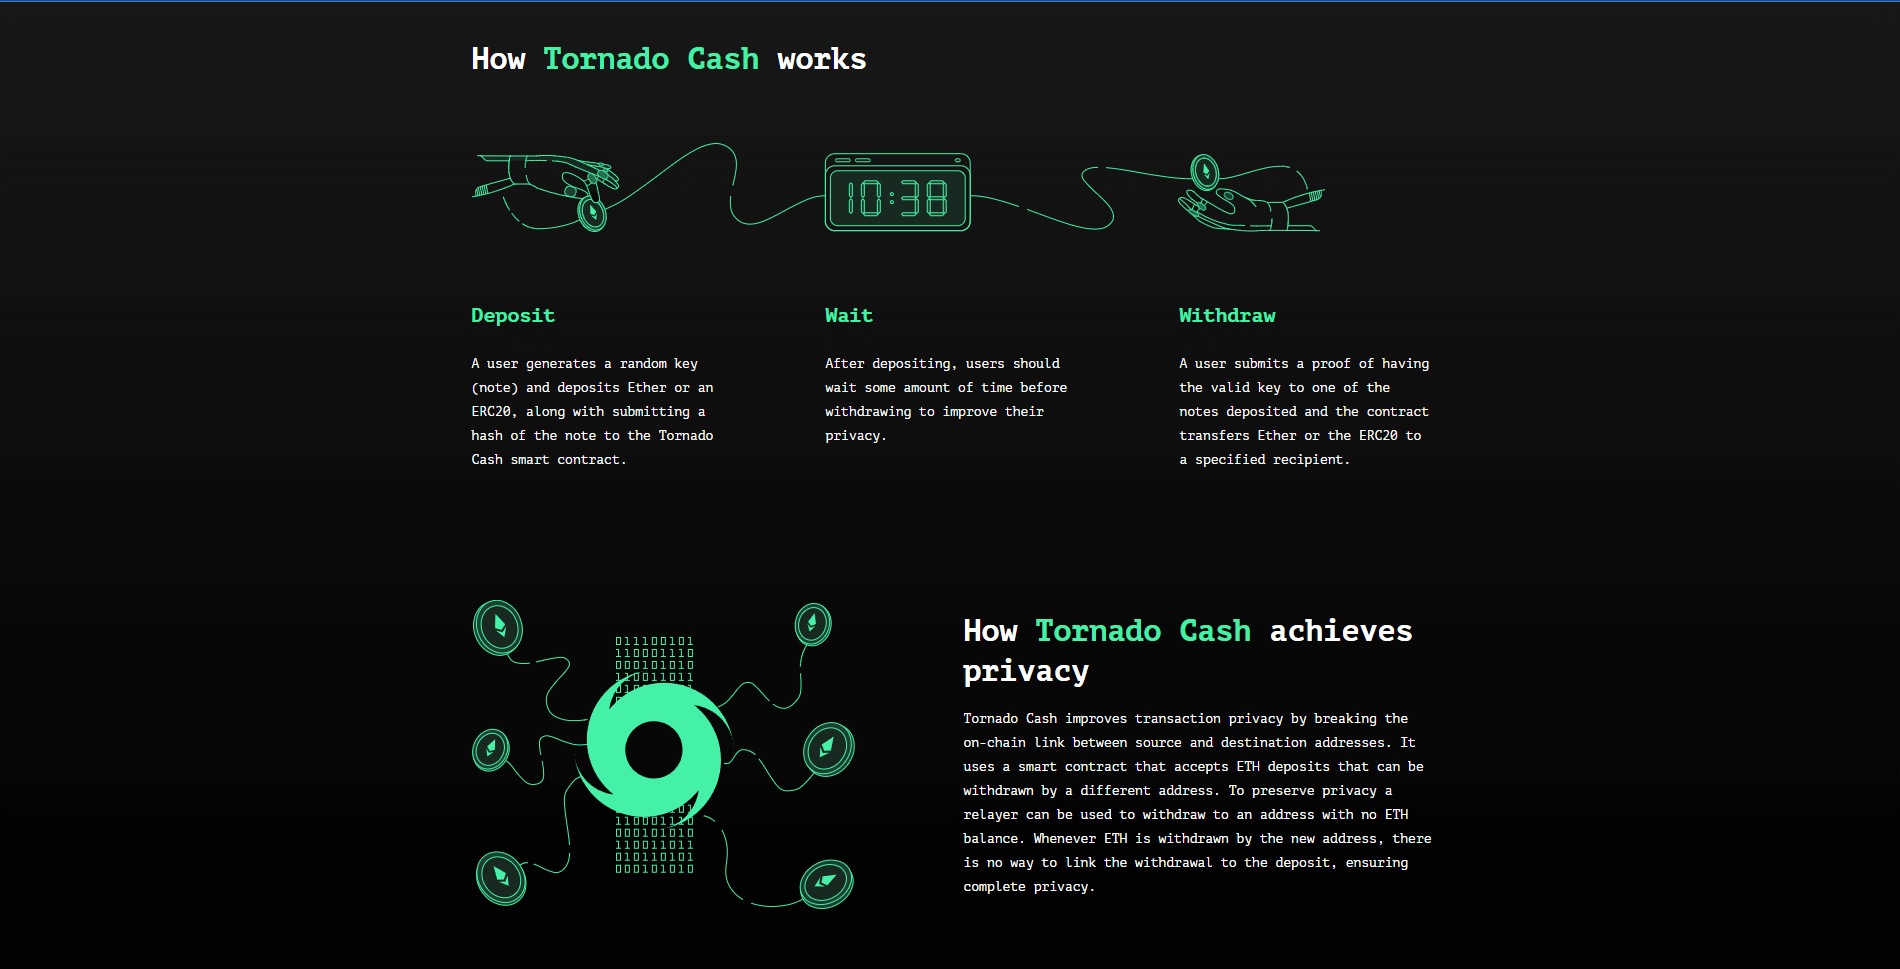 How Tornado Cash works
10:38
Deposit
A user generates a random key
(note) and deposits Ether or an
ERC20, along with submitting a
hash of the note to the Tornado
Cash smart contract.
Wait
After depositing, users should
wait some amount of time before
withdrawing to improve their
privacy.
Withdraw
A user submits a proof of having
the valid key to one of the
notes deposited and the contract
transfers Ether or the ERC20 to
a specified recipient.
011100101
110001110
000101010
110011011
110001110
000101010
110011011
010110101
000101010
How Tornado Cash achieves
privacy
Tornado Cash improves transaction privacy by breaking the
on-chain link between source and destination addresses. It
uses a smart contract that accepts ETH deposits that can be
withdrawn by a different address. To preserve privacy a
relayer can be used to withdraw to an address with no ETH
balance. Whenever ETH is withdrawn by the new address, there
is no way to link the withdrawal to the deposit, ensuring
complete privacy.